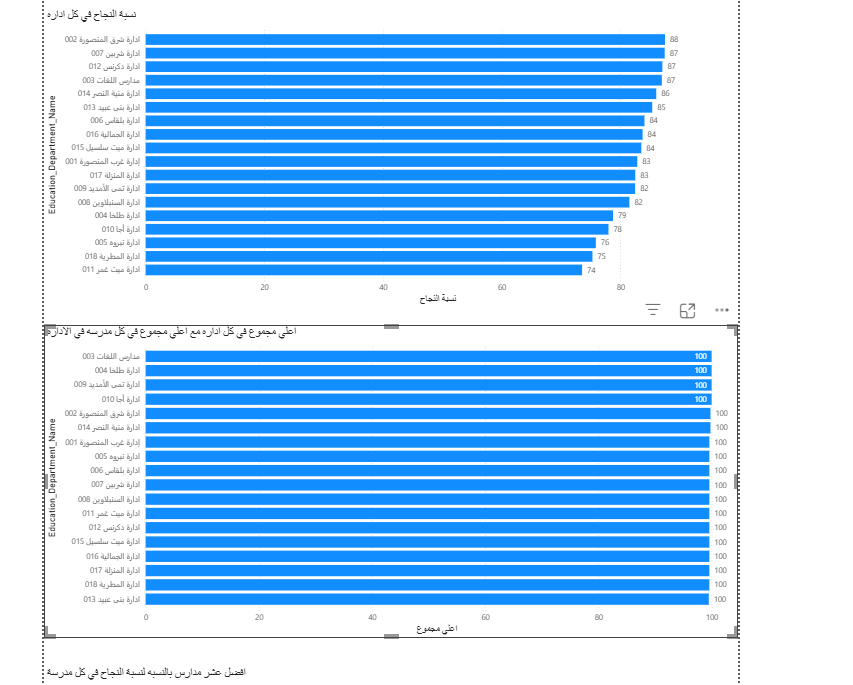 نسبة النجاح في كل اداره
Education_Department_Name
ادارة شرق المنصورة 002 88
ادارة شربين 007 87
ادارة دكرنس 012 87
مدارس اللغات 003 87
ادارة منية النصر 014 86
ادارة بنى عبيد 013 85
ادارة بلقاس 006 84
ادارة الجمالية 016 84
ادارة ميت سلسيل 015 84
إدارة غرب المنصورة 001 83
ادارة المنزلة 017 83
ادارة تمى الأمديد 009 82
ادارة السنبلاوين 008 82
ادارة طلخا 004 79
ادارة أجا 010 78
ادارة نبروه 005 76
ادارة المطرية 018 75
ادارة ميت غمر 011 74
0 20 40 60 80
نسبة النجاح
اعلي مجموع في كل اداره مع اعلي مجموع في كل مدرسه في الاداره
Education_Department_Name
مدارس اللغات 003 100
ادارة طلخا 004 100
ادارة تمى الأمديد 009 100
ادارة أجا 010 100
ادارة شرق المنصورة 002 100
ادارة منية النصر 014 100
إدارة غرب المنصورة 001 100
ادارة نبروه 005 100
ادارة بلقاس 006 100
ادارة شربين 007 100
ادارة السنبلاوين 008 100
ادارة ميت غمر 011 100
ادارة دكرنس 012 100
ادارة ميت سلسيل 015 100
ادارة الجمالية 016 100
ادارة المنزلة 017 100
ادارة المطرية 018 100
ادارة بنى عبيد 013 100
0 20 40 60 80 100
اعلي مجموع
افضل عشر مدارس بالنسبه لنسبة النجاح في كل مدرسة